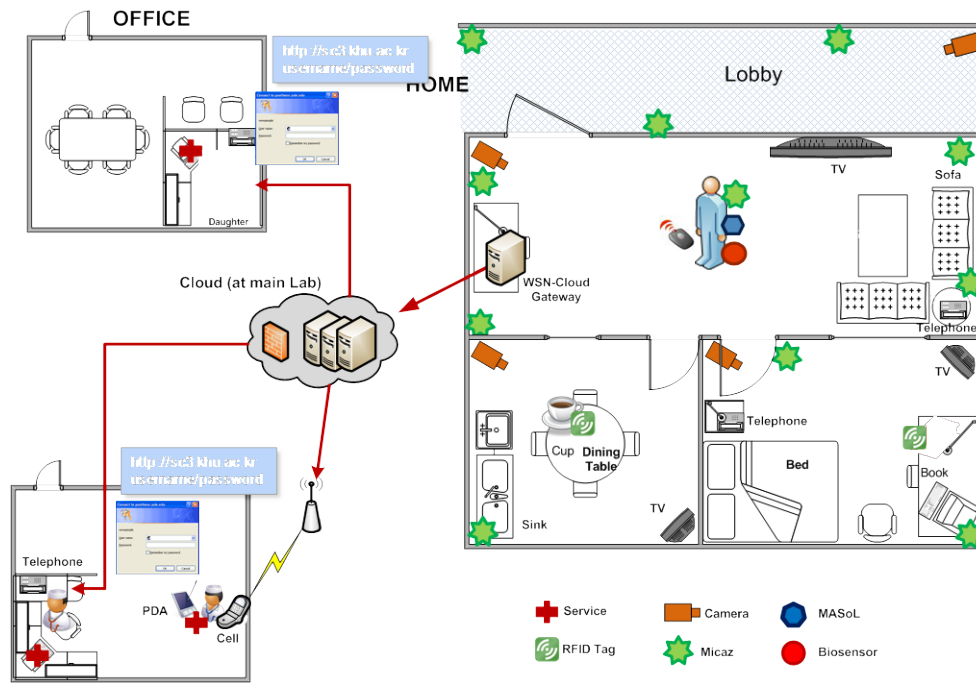 OFFICE
http://sc3.khu.ac.kr
username/password
HOME
Lobby
TV
Sofa
Daughter
Cloud (at main Lab)
WSN-Cloud
Gateway
Telephone
TV
Telephone
Cup
Dining
Table
Bed
Book
Sink
TV
http://sc3.khu.ac.kr
username/password
Telephone
PDA
Cell
Service
Camera
MASoL
RFID Tag
Micaz
Biosensor